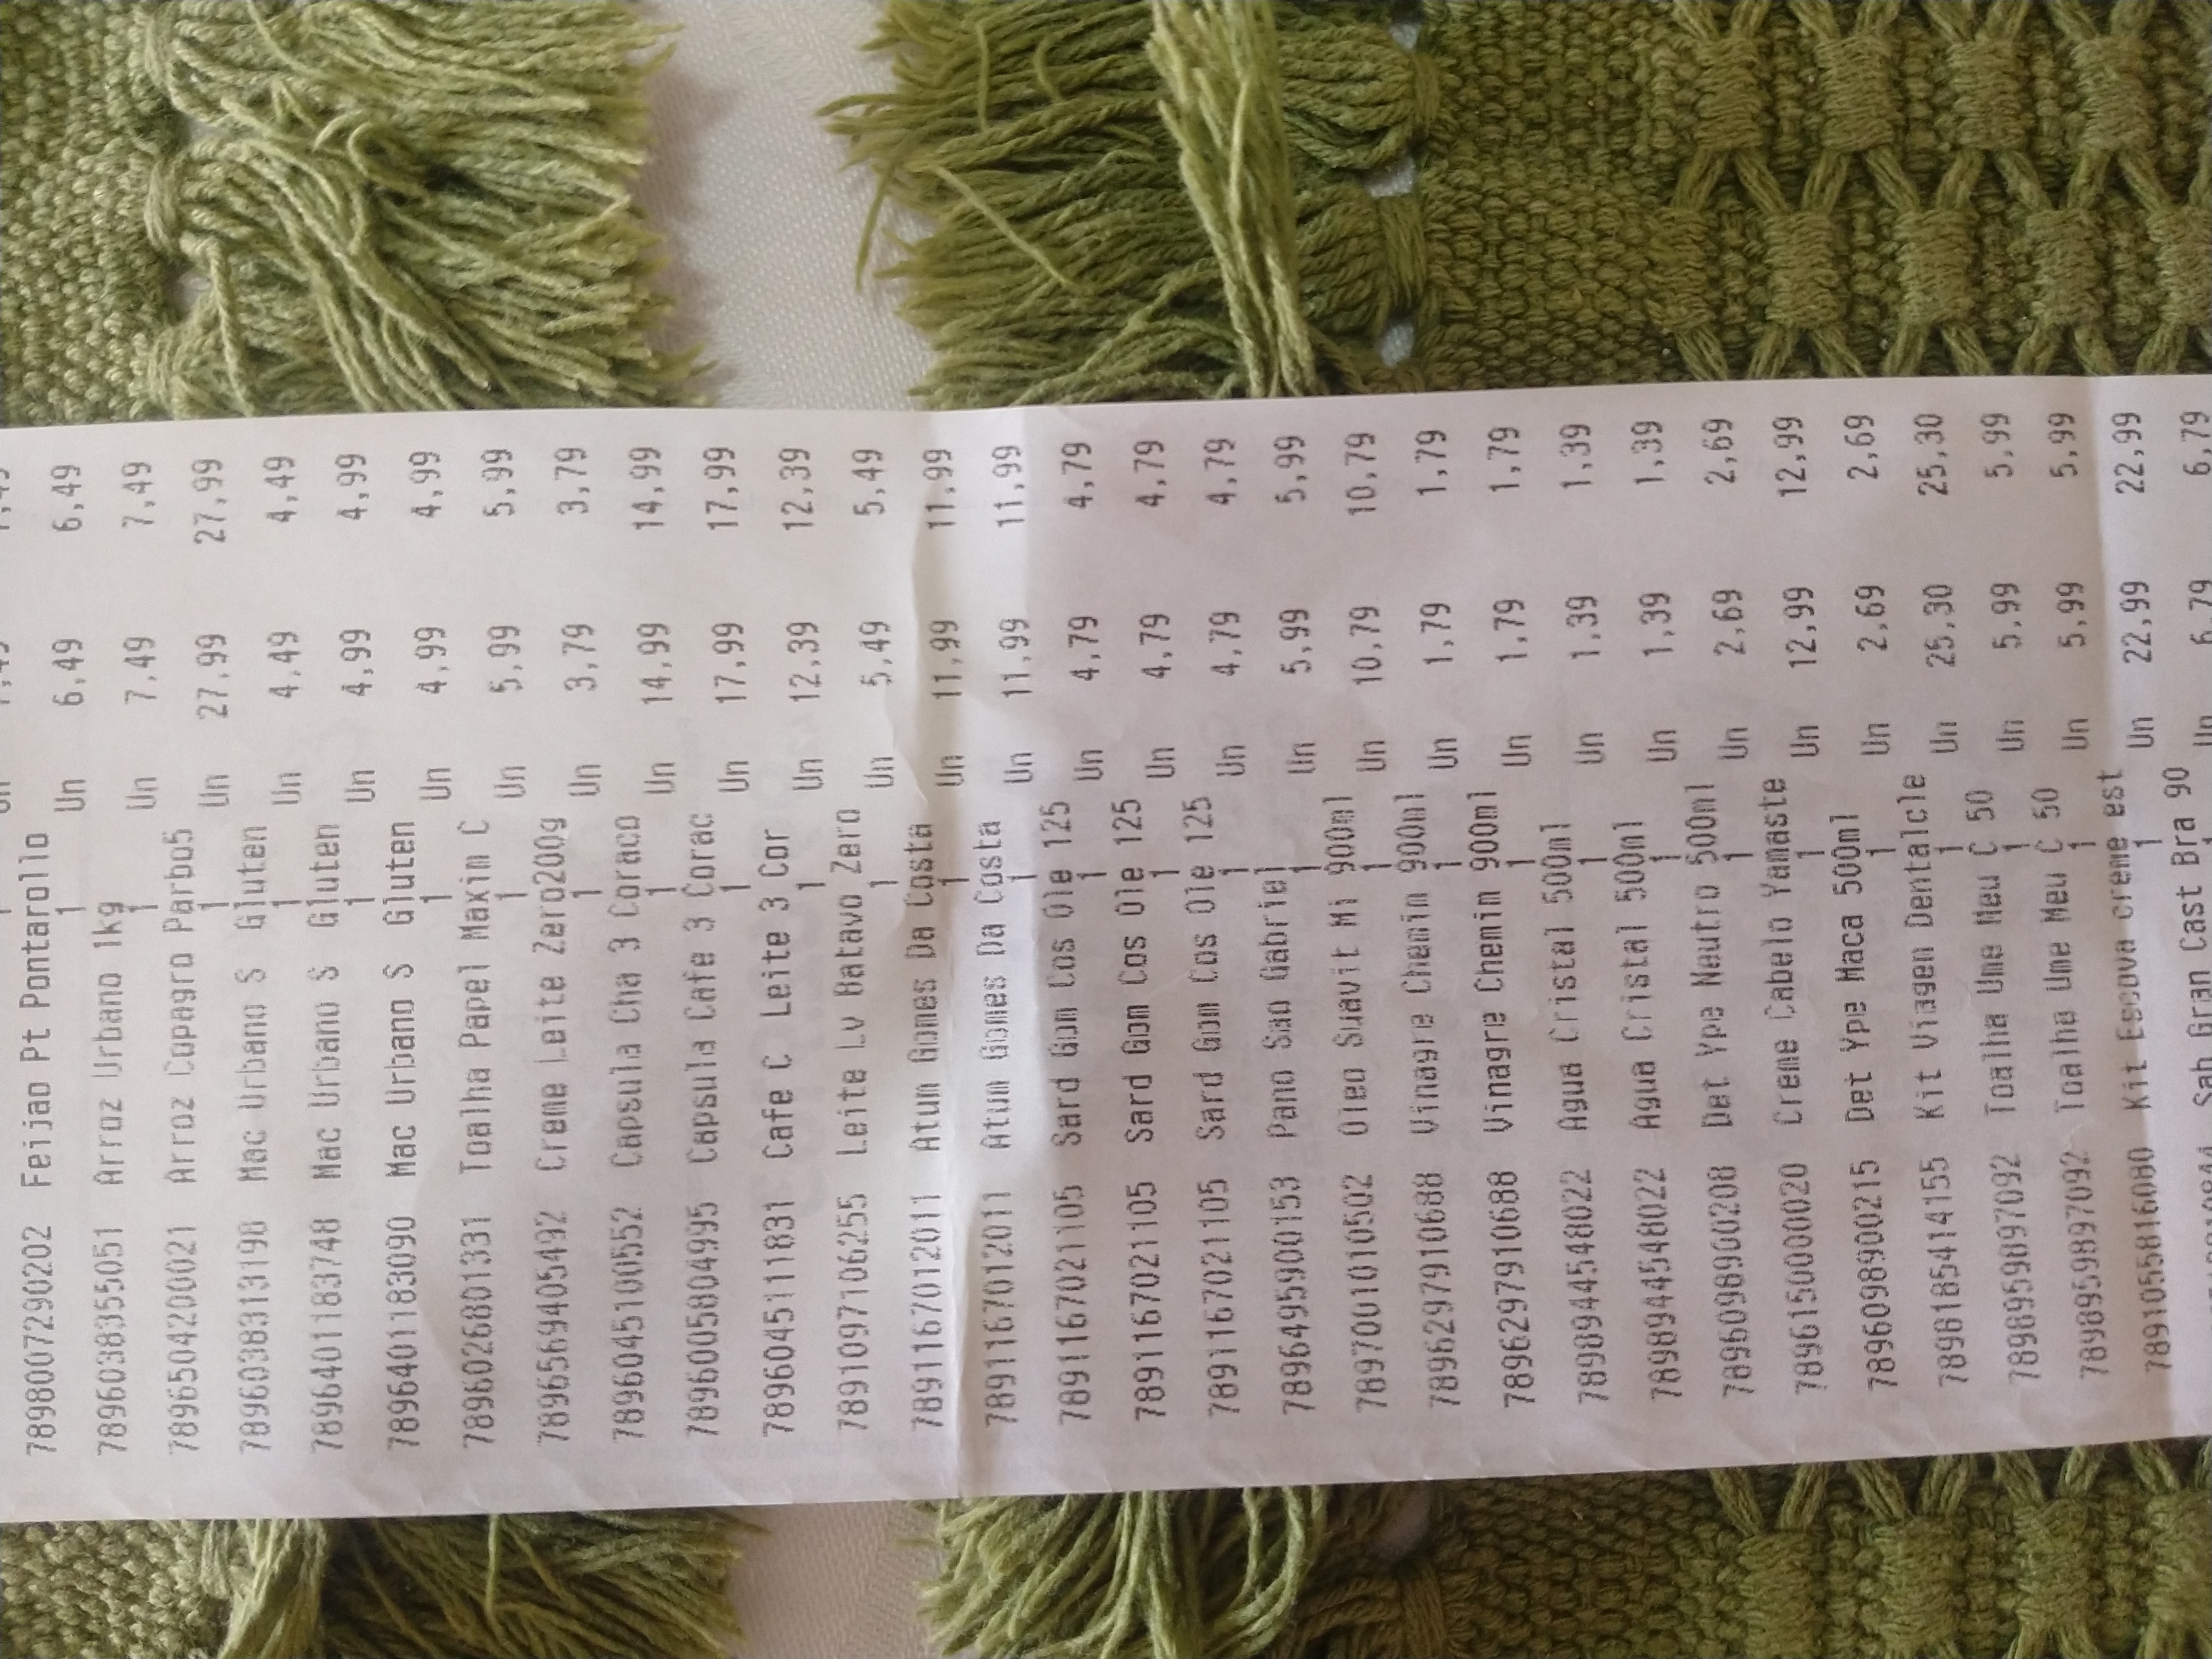 7898007290202 Feijao Pt Pontarollo
1 Un 6,49 6,49
7896038355051 Arroz Urbano 1kg
1 Un 7,49 7,49
7896504200021 Arroz Copagro Parbo5
1 Un 27,99 27,99
7896038313198 Mac Urbano S Gluten
1 Un 4,49 4,49
7896401183748 Mac Urbano S Gluten
1 Un 4,99 4,99
7896401183090 Mac Urbano S Gluten
1 Un 4,99 4,99
7896026801331 Toalha Papel Maxim C
1 Un 5,99 5,99
7896569405492 Creme Leite Zero200g
1 Un 3,79 3,79
7896045100552 Capsula Cha 3 Coraco
1 Un 14,99 14,99
7896005804995 Capsula Cafe 3 Corac
1 Un 17,99 17,99
7896045111831 Cafe C Leite 3 Cor
1 Un 12,39 12,39
7891097106255 Leite Lv Batavo Zero
1 Un 5,49 5,49
7891167012011 Atum Gomes Da Costa
1 Un 11,99 11,99
7891167012011 Atum Gomes Da Costa
1 Un 11,99 11,99
7891167021105 Sard Gom Cos Ole 125
1 Un 4,79 4,79
7891167021105 Sard Gom Cos Ole 125
1 Un 4,79 4,79
7891167021105 Sard Gom Cos Ole 125
1 Un 4,79 4,79
7896495900153 Pano Sao Gabriel
1 Un 5,99 5,99
7897001010502 Oleo Suavit Mi 900ml
1 Un 10,79 10,79
7896297910688 Vinagre Chemin 900ml
1 Un 1,79 1,79
7896297910688 Vinagre Chemin 900ml
1 Un 1,79 1,79
7898944548022 Agua Cristal 500ml
1 Un 1,39 1,39
7898944548022 Agua Cristal 500ml
1 Un 1,39 1,39
7896098900208 Det Ype Neutro 500ml
1 Un 2,69 2,69
789615000020 Creme Cabelo Yamaste
1 Un 12,99 12,99
7896098900215 Det Ype Maca 500ml
1 Un 2,69 2,69
7898185414155 Kit Viagen Dentalcle
1 Un 25,30 25,30
7898959897092 Toalha Ume Meu C 50
1 Un 5,99 5,99
7898959897092 Toalha Ume Meu C 50
1 Un 5,99 5,99
7891055816080 Kit Escova creme est
1 Un 22,99 22,99
Sab Gran Cast Bra 90
Un 6,79 6,79